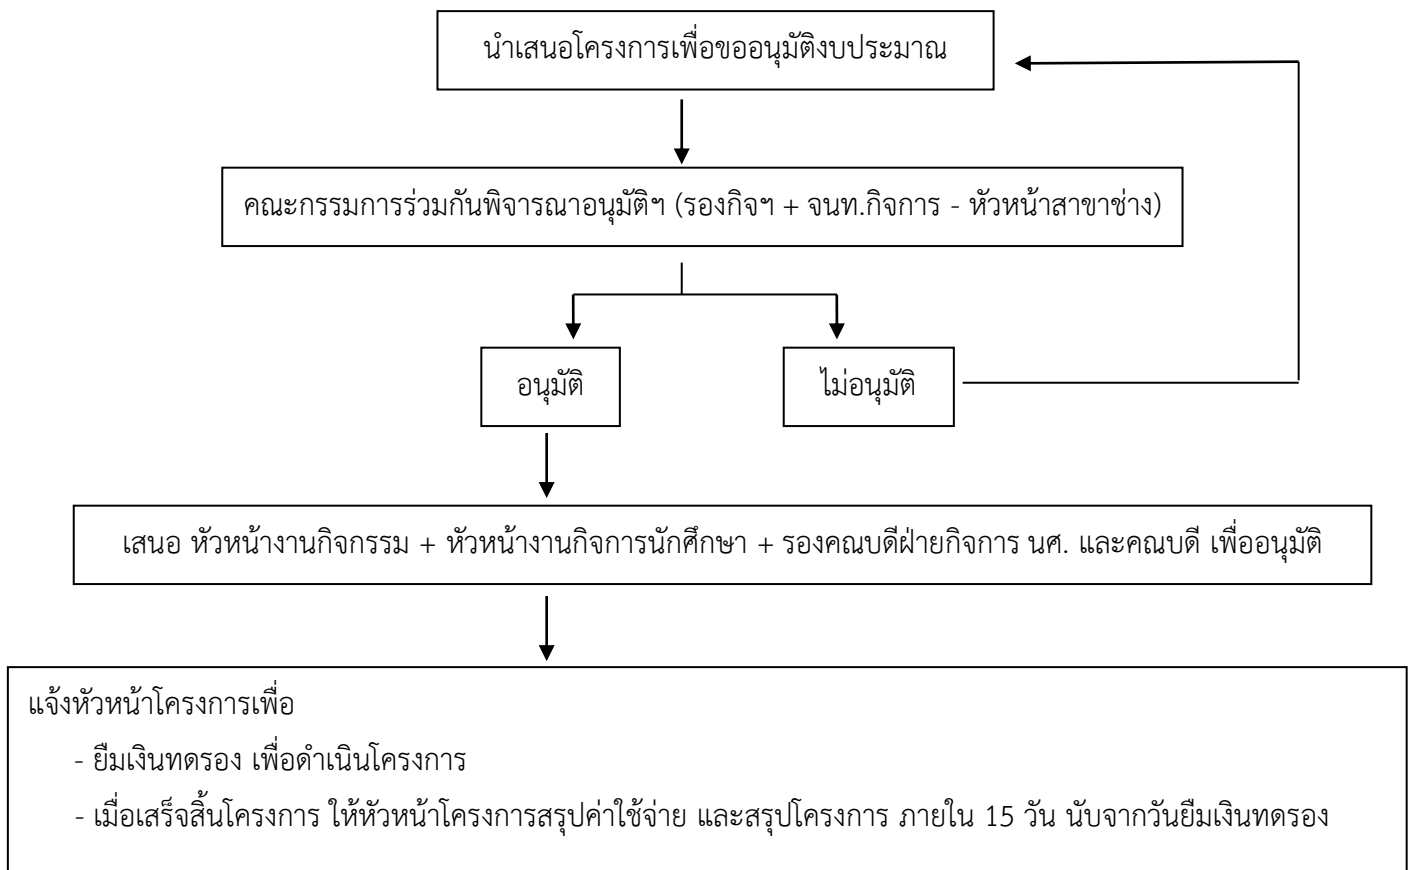 นำเสนอโครงการเพื่อขออนุมัติงบประมาณ
คณะกรรมการร่วมกันพิจารณาอนุมัติฯ (รองกิจฯ + จนท.กิจการ - หัวหน้าสาขาช่าง)
อนุมัติ
ไม่อนุมัติ
เสนอ หัวหน้างานกิจกรรม + หัวหน้างานกิจการนักศึกษา + รองคณบดีฝ่ายกิจการ นศ. และคณบดี เพื่ออนุมัติ
แจ้งหัวหน้าโครงการเพื่อ
- ยืมเงินทดรอง เพื่อดำเนินโครงการ
- เมื่อเสร็จสิ้นโครงการ ให้หัวหน้าโครงการสรุปค่าใช้จ่าย และสรุปโครงการ ภายใน 15 วัน นับจากวันยืมเงินทดรอง